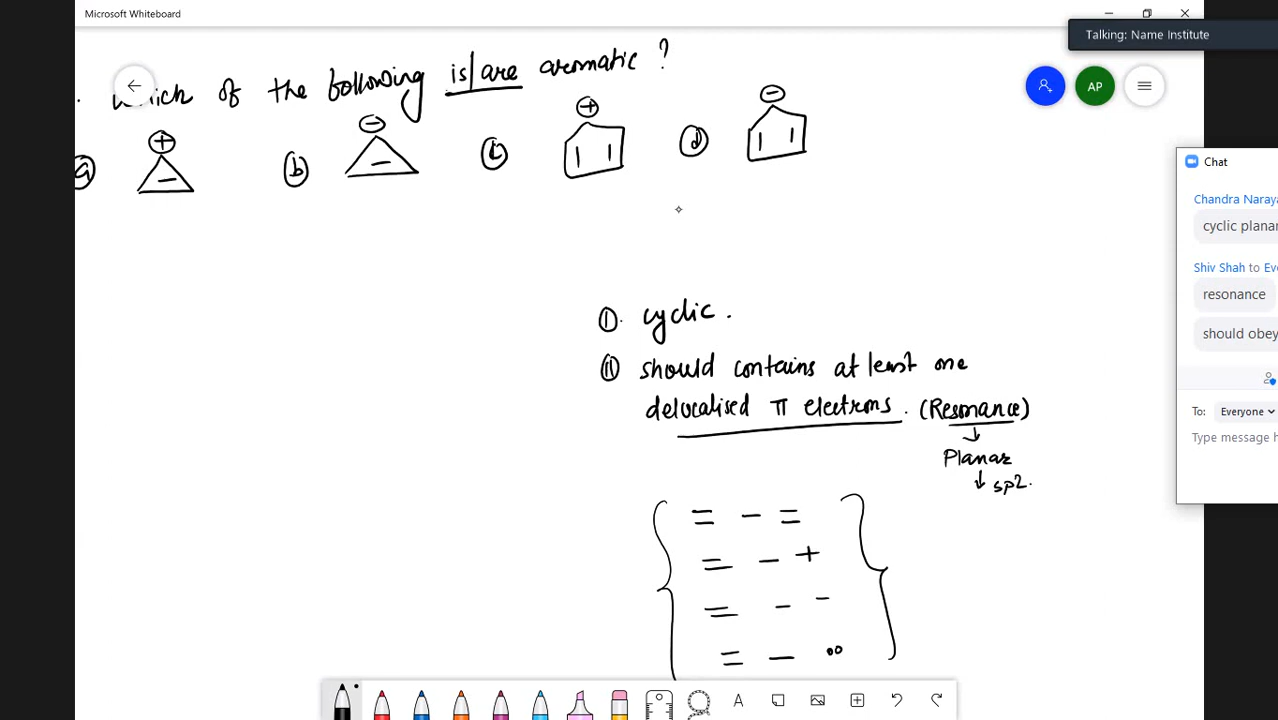 Microsoft Whiteboard
Talking: Name Institute
. which of the following is/are aromatic ?
AP
a + b - c + d -
Chat
Chandra Naraya
cyclic plana
Shiv Shah to Eve
resonance
should obey
To: Everyone
Type message h
I cyclic .
II should contains at least one
delocalised π electrons . (Resonance)
↓
Planar
↓ sp2.
= - =
= - +
= - -
= - ••
A